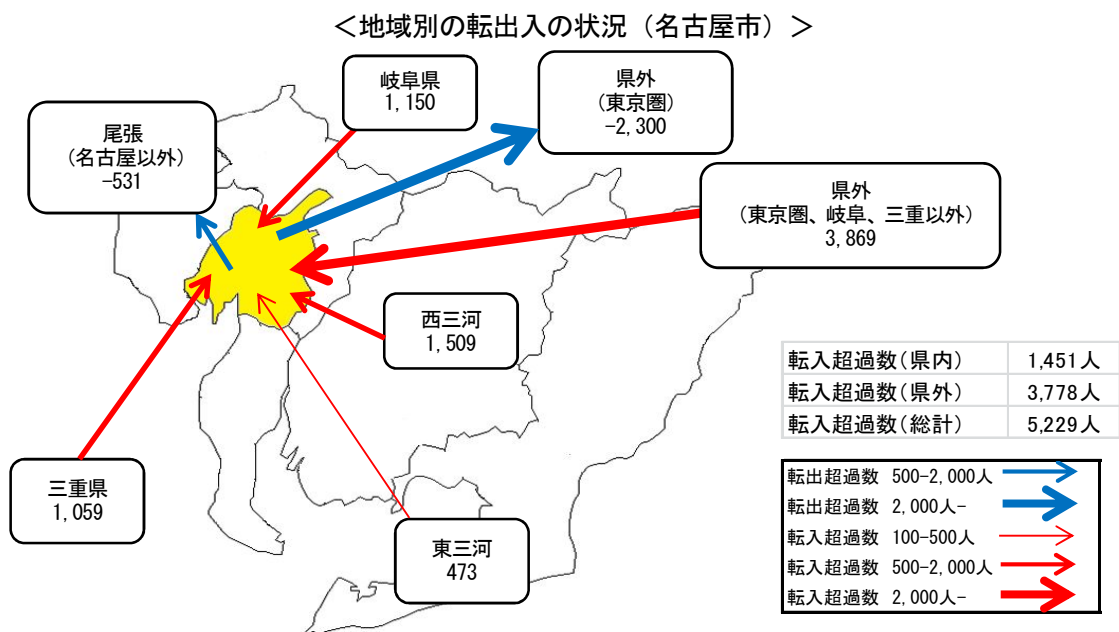 ＜地域別の転出入の状況（名古屋市）＞
岐阜県
1,150
県外
(東京圏)
-2,300
尾張
(名古屋以外)
-531
県外
(東京圏、岐阜、三重以外)
3,869
西三河
1,509
転入超過数(県内) 1,451人
転入超過数(県外) 3,778人
転入超過数(総計) 5,229人
三重県
1,059
東三河
473
転出超過数 500-2,000人
転出超過数 2,000人-
転入超過数 100-500人
転入超過数 500-2,000人
転入超過数 2,000人-